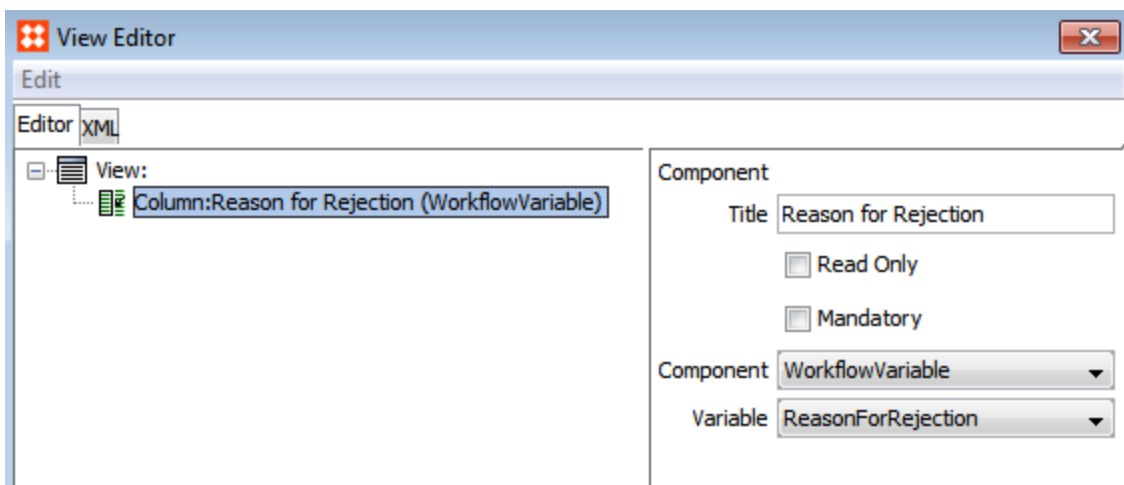 View Editor
Edit
Editor XML
View:
Column:Reason for Rejection (WorkflowVariable)
Component
Title Reason for Rejection
Read Only
Mandatory
Component WorkflowVariable
Variable ReasonForRejection